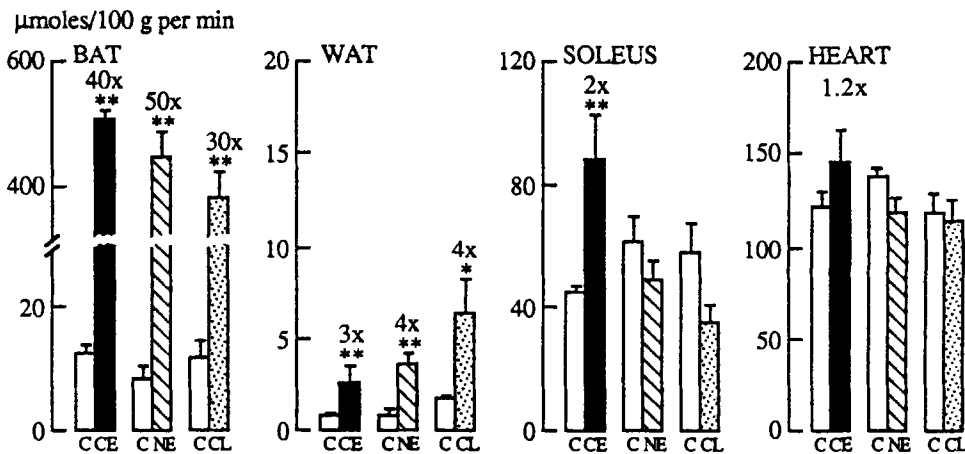 μmoles/100 g per min
BAT
600
400
20
0
40x
**
50x
**
30x
**
C CE C NE C CL
WAT
20
15
10
5
0
3x
**
4x
**
4x
*
C CE C NE C CL
SOLEUS
120
80
40
0
2x
**
C CE C NE C CL
HEART
200
150
100
50
0
1.2x
C CE C NE C CL